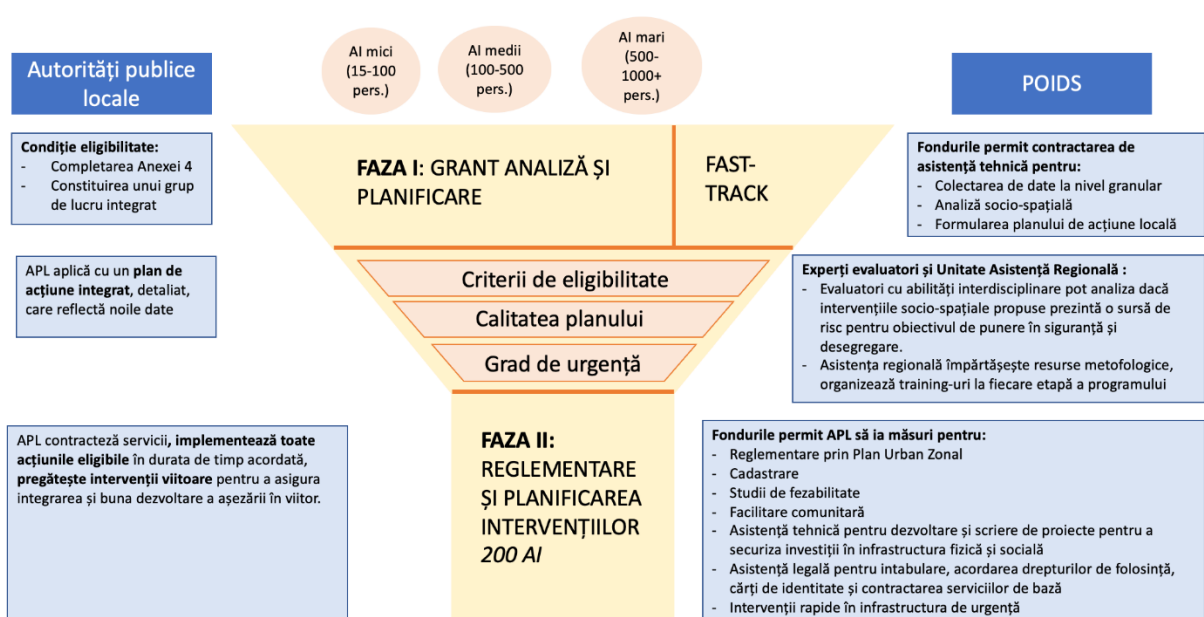 AI mici
(15-100
pers.)
AI medii
(100-500
pers.)
AI mari
(500-
1000+
pers.)
Autorități publice
locale
POIDS
Condiție eligibilitate:
- Completarea Anexei 4
- Constituirea unui grup
de lucru integrat
FAZA I: GRANT ANALIZĂ ȘI
PLANIFICARE
FAST-
TRACK
Fondurile permit contractarea de
asistență tehnică pentru:
- Colectarea de date la nivel granular
- Analiză socio-spațială
- Formularea planului de acțiune locală
APL aplică cu un plan de
acțiune integrat, detaliat,
care reflectă noile date
Criterii de eligibilitate
Calitatea planului
Grad de urgență
Experți evaluatori și Unitate Asistență Regională :
- Evaluatori cu abilități interdisciplinare pot analiza dacă
intervențiile socio-spațiale propuse prezintă o sursă de
risc pentru obiectivul de punere în siguranță și
desegregare.
- Asistența regională împărtășește resurse metofologice,
organizează training-uri la fiecare etapă a programului
APL contracteză servicii, implementează toate
acțiunile eligibile în durata de timp acordată,
pregătește intervenții viitoare pentru a asigura
integrarea și buna dezvoltare a așezării în viitor.
FAZA II:
REGLEMENTARE
ȘI PLANIFICAREA
INTERVENȚIILOR
200 AI
Fondurile permit APL să ia măsuri pentru:
- Reglementare prin Plan Urban Zonal
- Cadastrare
- Studii de fezabilitate
- Facilitare comunitară
- Asistență tehnică pentru dezvoltare și scriere de proiecte pentru a
securiza investiții în infrastructura fizică și socială
- Asistență legală pentru intabulare, acordarea drepturilor de folosință,
cărți de identitate și contractarea serviciilor de bază
- Intervenții rapide în infrastructura de urgență